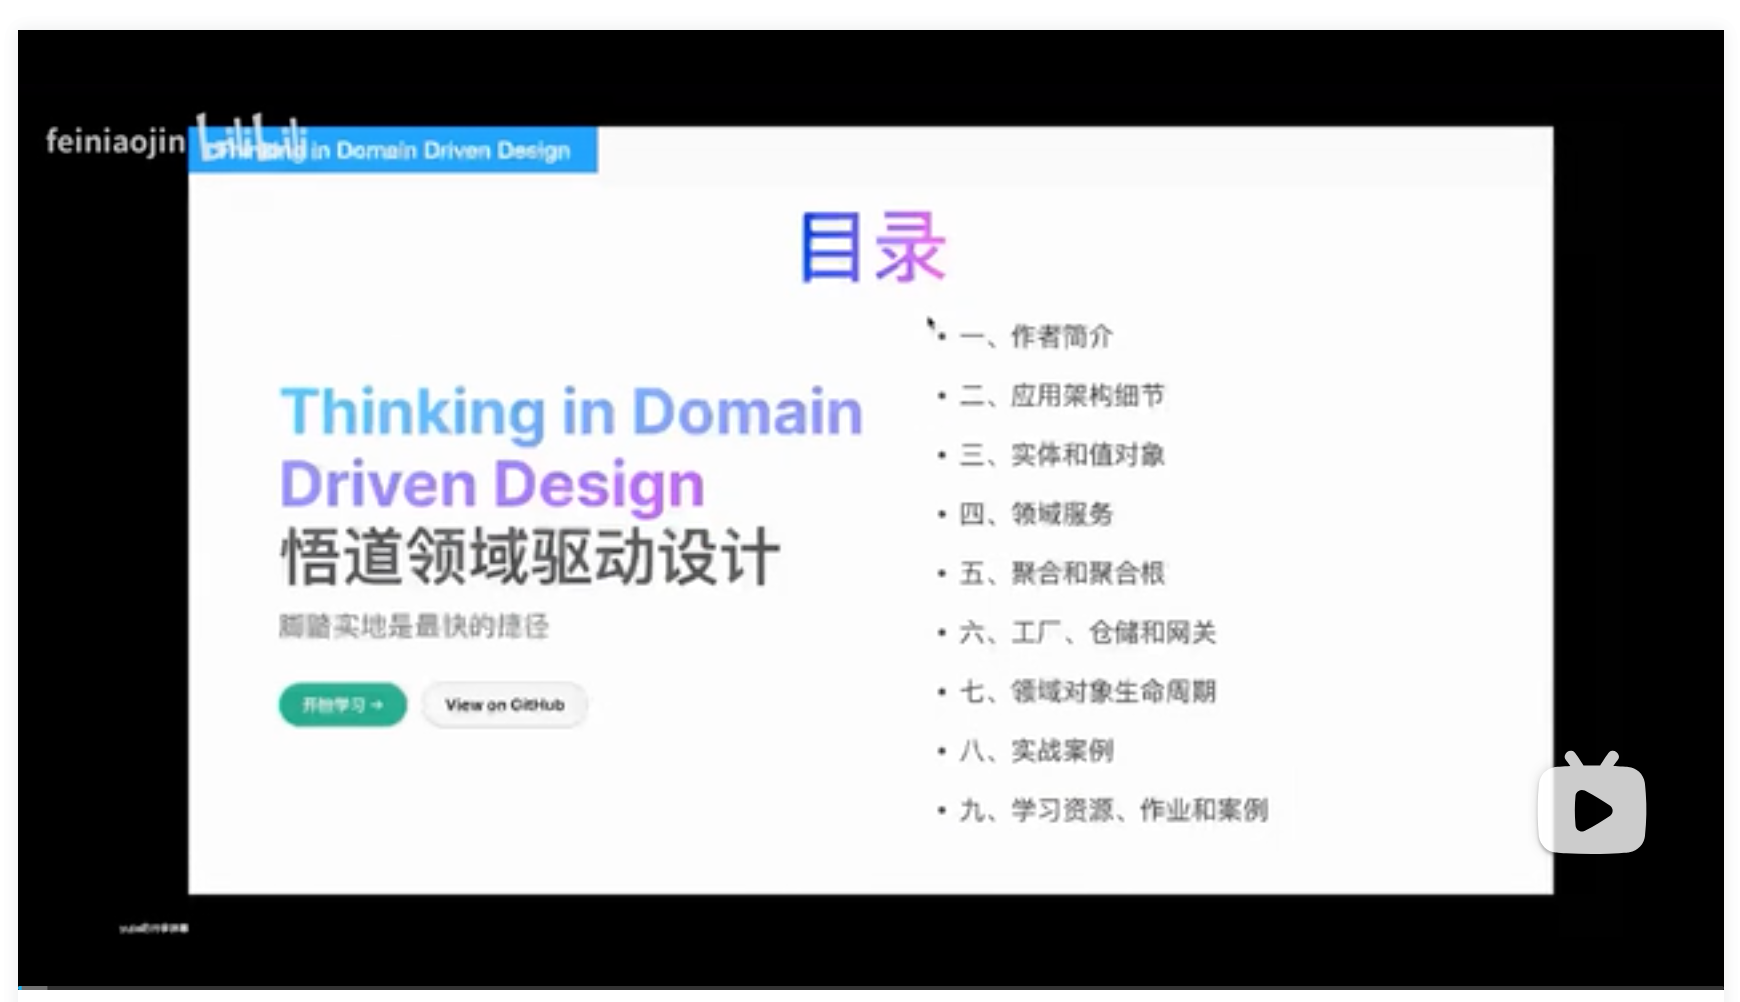 feiniaojin bilibili
Thinking in Domain Driven Design
目录
Thinking in Domain
Driven Design
悟道领域驱动设计
脚踏实地是最快的捷径
开始学习 →
View on GitHub
• 一、作者简介
• 二、应用架构细节
• 三、实体和值对象
• 四、领域服务
• 五、聚合和聚合根
• 六、工厂、仓储和网关
• 七、领域对象生命周期
• 八、实战案例
• 九、学习资源、作业和案例